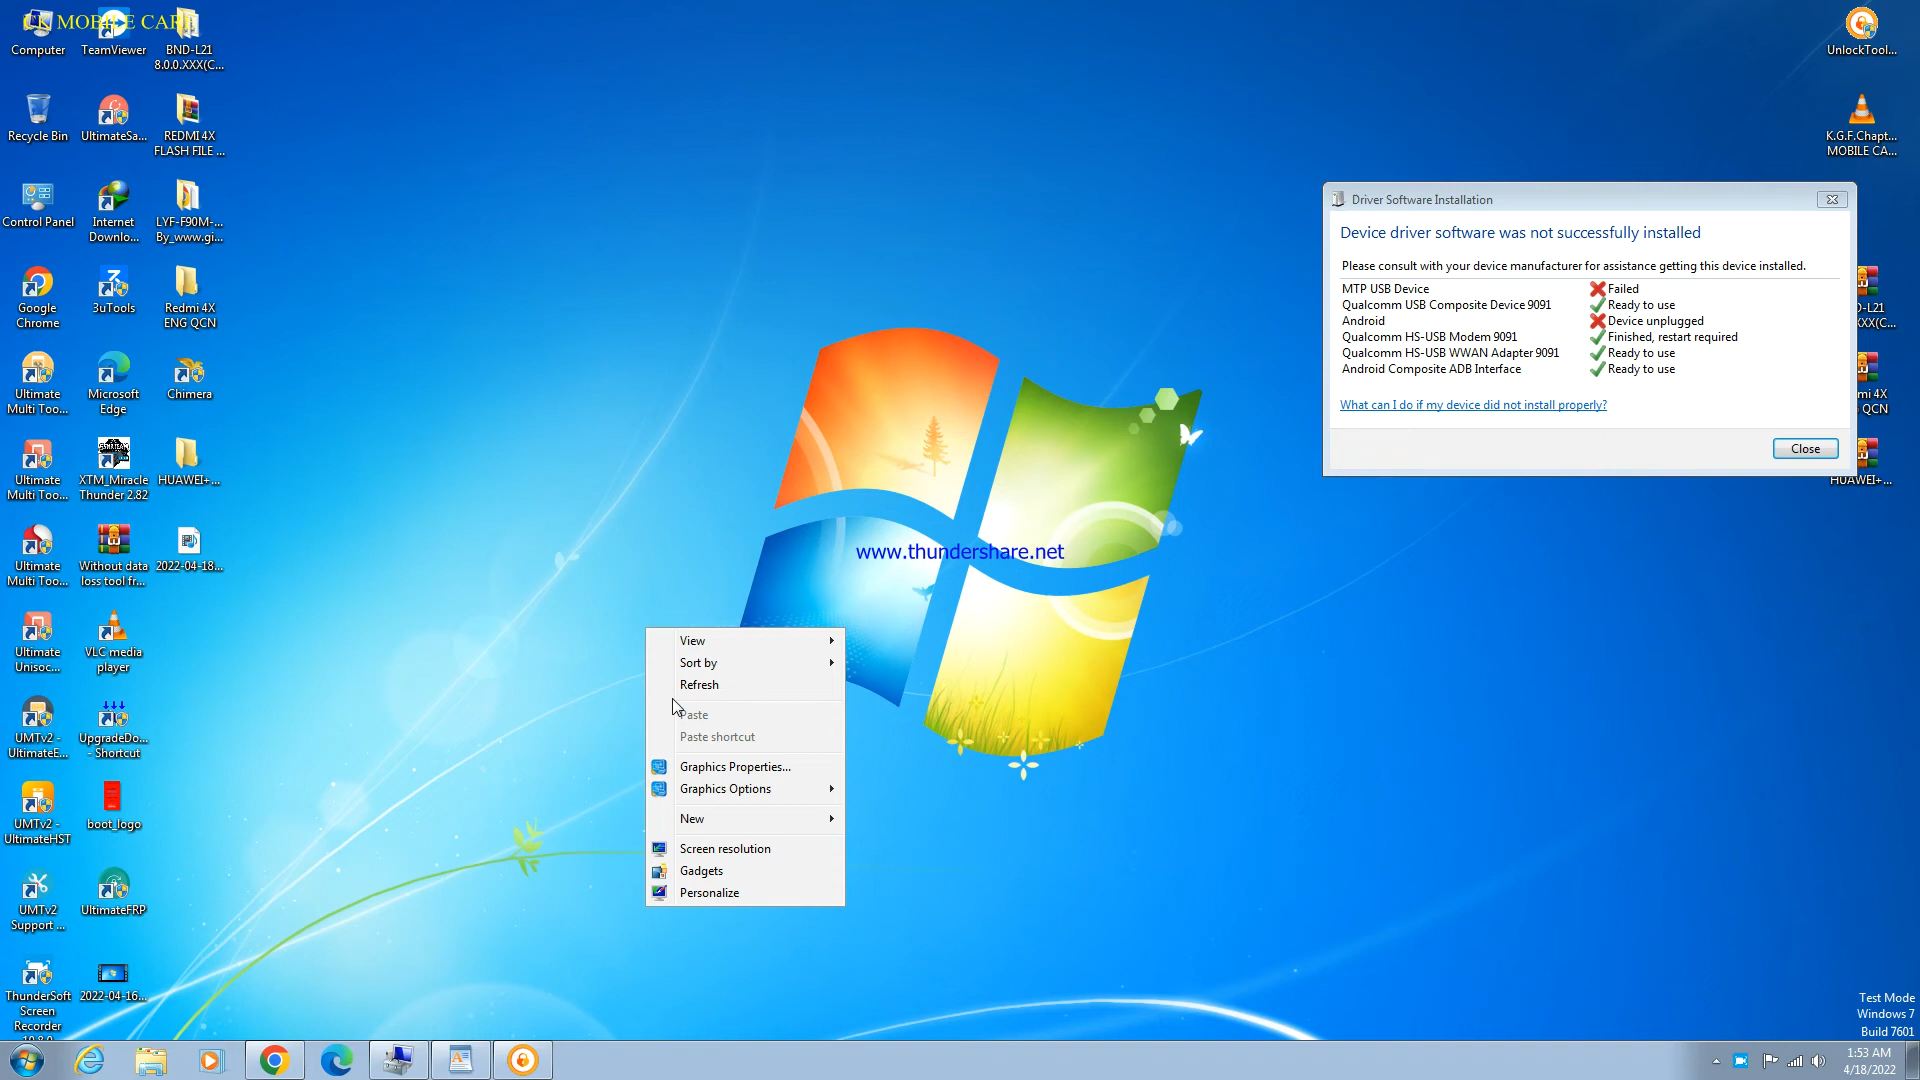 CK MOBILE CARE
Computer
TeamViewer
BND-L21
8.0.0.XXX(C...
Recycle Bin
UltimateSa...
REDMI 4X
FLASH FILE ...
Control Panel
Internet
Downlo...
LYF-F90M-...
By_www.gi...
Google
Chrome
3uTools
Redmi 4X
ENG QCN
Ultimate
Multi Too...
Microsoft
Edge
Chimera
Ultimate
Multi Too...
XTM_Miracle
Thunder 2.82
HUAWEI+...
Ultimate
Multi Too...
Without data
loss tool fr...
2022-04-18...
Ultimate
Unisoc...
VLC media
player
UMTv2 -
UltimateE...
UpgradeDo...
- Shortcut
UMTv2 -
UltimateHST
boot_logo
UMTv2
Support ...
UltimateFRP
ThunderSoft
Screen
Recorder
2022-04-16...
www.thundershare.net
View
Sort by
Refresh
Paste
Paste shortcut
Graphics Properties...
Graphics Options
New
Screen resolution
Gadgets
Personalize
UnlockTool...
K.G.F.Chapt...
MOBILE CA...
Driver Software Installation
Device driver software was not successfully installed
Please consult with your device manufacturer for assistance getting this device installed.
MTP USB Device Failed
Qualcomm USB Composite Device 9091 Ready to use
Android Device unplugged
Qualcomm HS-USB Modem 9091 Finished, restart required
Qualcomm HS-USB WWAN Adapter 9091 Ready to use
Android Composite ADB Interface Ready to use
What can I do if my device did not install properly?
Close
D-L21
XXX(C...
mi 4X
QCN
HUAWEI+...
Test Mode
Windows 7
Build 7601
1:53 AM
4/18/2022